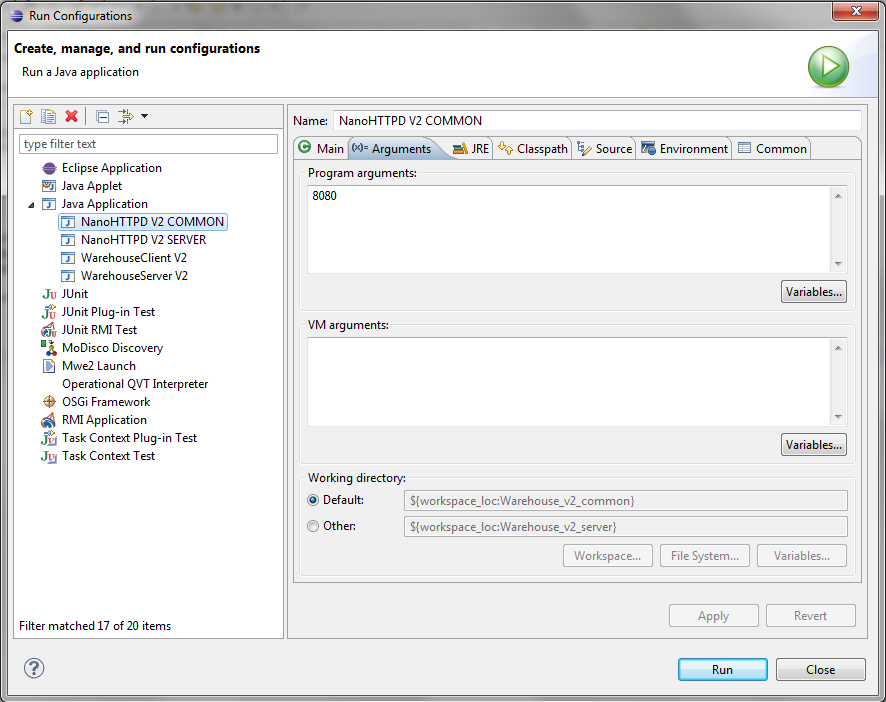 Run Configurations
Create, manage, and run configurations
Run a Java application
type filter text
Eclipse Application
Java Applet
Java Application
NanoHTTPD V2 COMMON
NanoHTTPD V2 SERVER
WarehouseClient V2
WarehouseServer V2
JUnit
JUnit Plug-in Test
JUnit RMI Test
MoDisco Discovery
Mwe2 Launch
Operational QVT Interpreter
OSGi Framework
RMI Application
Task Context Plug-in Test
Task Context Test
Filter matched 17 of 20 items
Name: NanoHTTPD V2 COMMON
Main (x)= Arguments JRE Classpath Source Environment Common
Program arguments:
8080
Variables...
VM arguments:
Variables...
Working directory:
Default: ${workspace_loc:Warehouse_v2_common}
Other: ${workspace_loc:Warehouse_v2_server}
Workspace... File System... Variables...
Apply Revert
Run Close